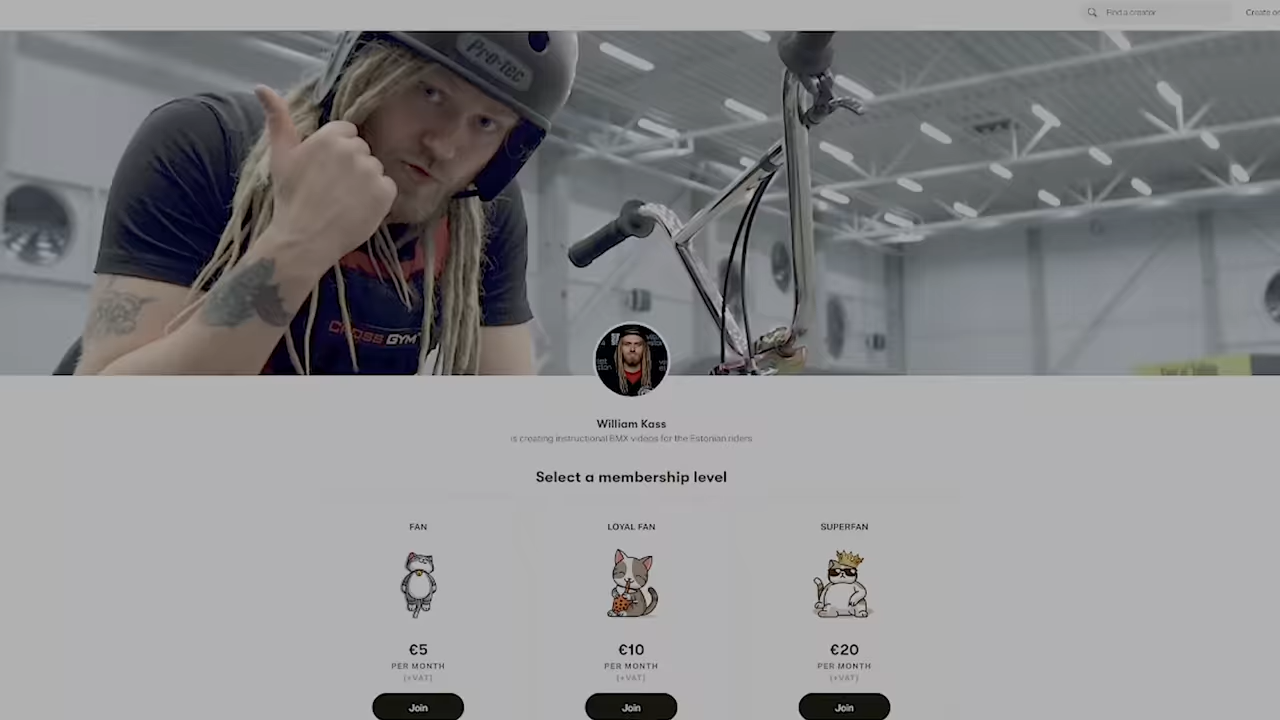 Find a creator
Create on
Pro-tec
CROSS GYM
William Kass
is creating instructional BMX videos for the Estonian riders
Select a membership level
FAN
LOYAL FAN
SUPERFAN
€5
€10
€20
PER MONTH
PER MONTH
PER MONTH
(+VAT)
(+VAT)
(+VAT)
Join
Join
Join